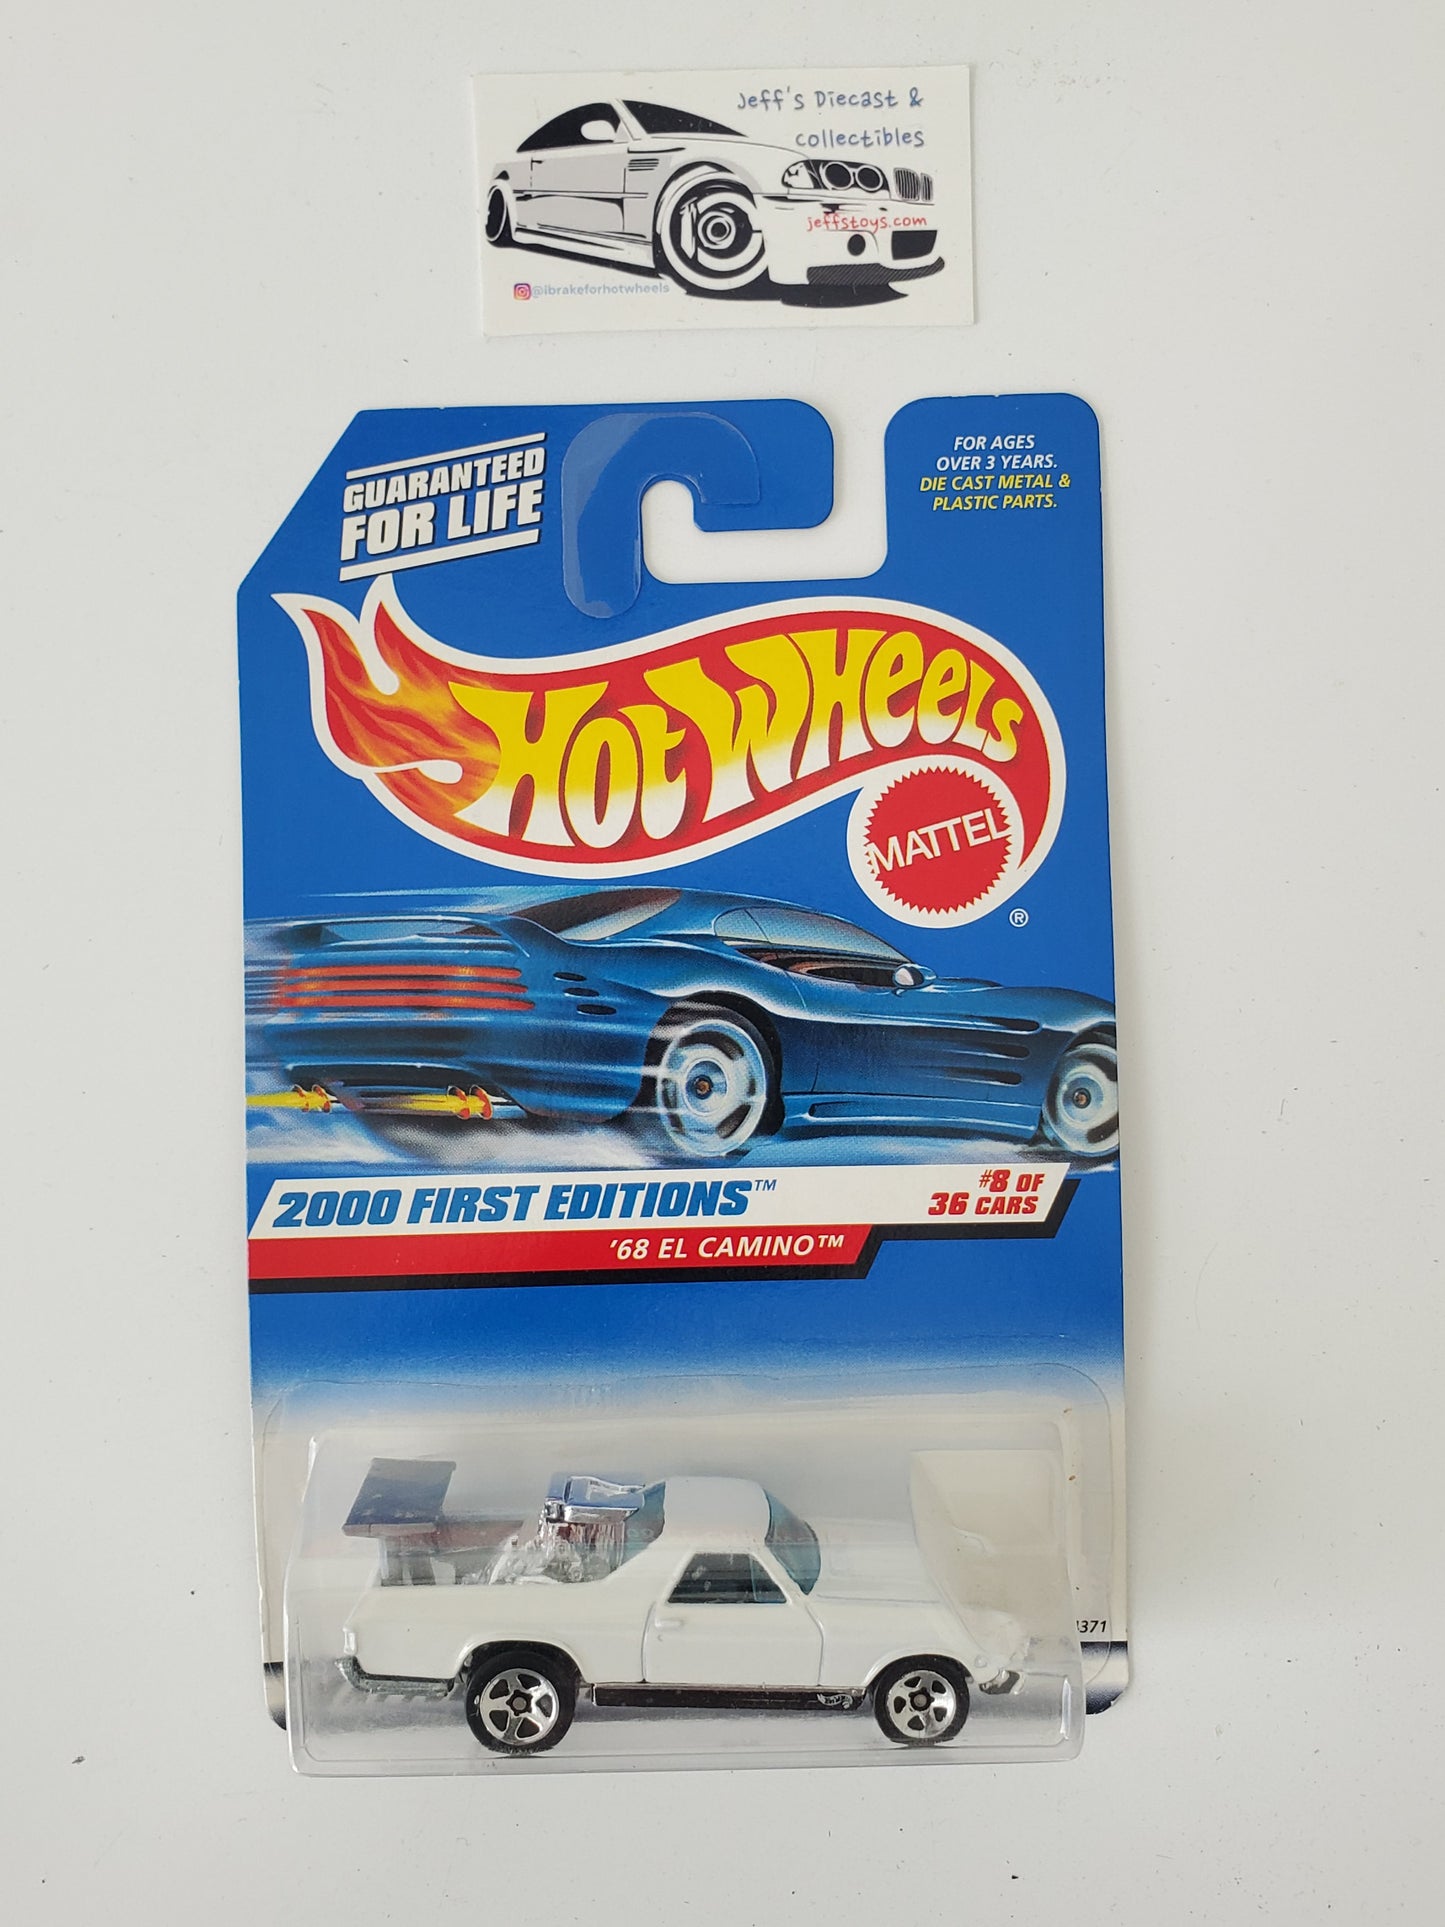 Jeff's Diecast &
collectibles
jeffstoys.com
@ibrakeforhotwheels
GUARANTEED
FOR LIFE
FOR AGES
OVER 3 YEARS.
DIE CAST METAL &
PLASTIC PARTS.
HOT WHEELS
MATTEL
®
2000 FIRST EDITIONS™
#8 OF
36 CARS
'68 EL CAMINO™